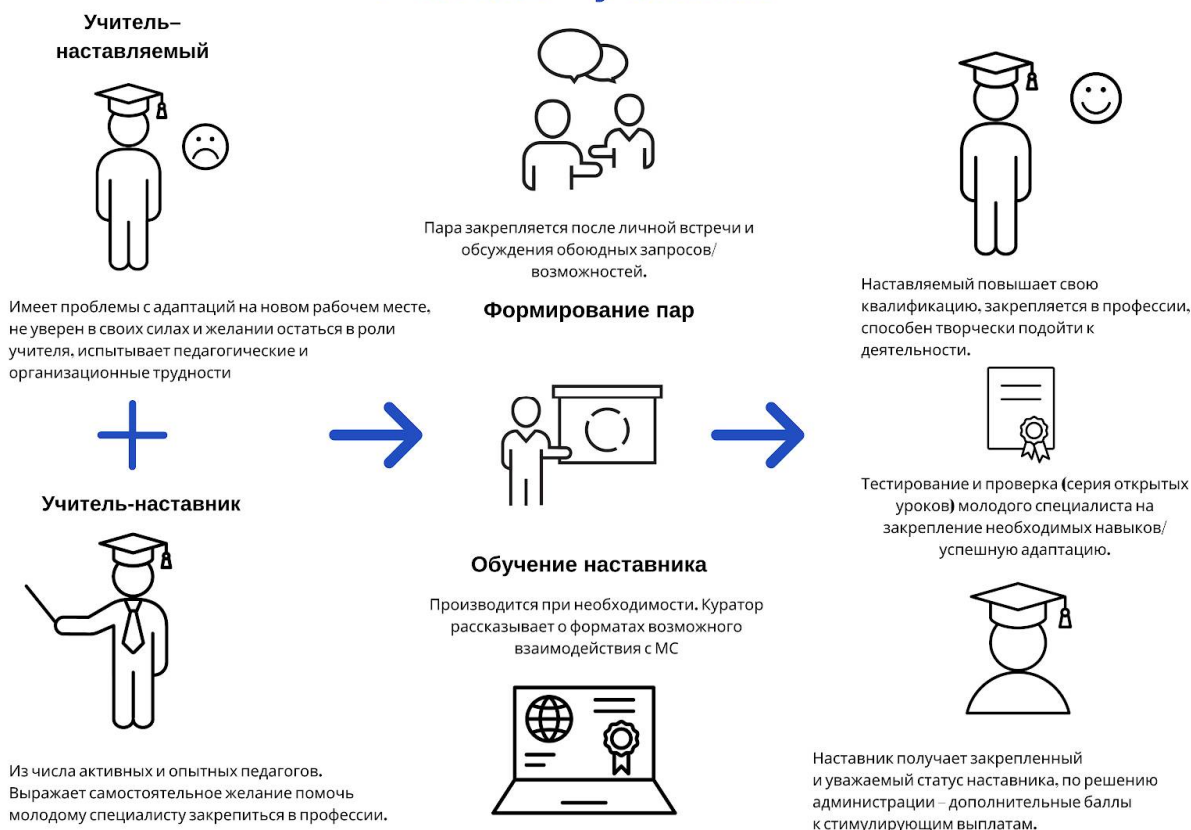 Учитель–
наставляемый
Имеет проблемы с адаптаций на новом рабочем месте,
не уверен в своих силах и желании остаться в роли
учителя, испытывает педагогические и
организационные трудности
Учитель-наставник
Из числа активных и опытных педагогов.
Выражает самостоятельное желание помочь
молодому специалисту закрепиться в профессии.
Пара закрепляется после личной встречи и
обсуждения обоюдных запросов/
возможностей.
Формирование пар
Обучение наставника
Производится при необходимости. Куратор
рассказывает о форматах возможного
взаимодействия с МС
Наставляемый повышает свою
квалификацию, закрепляется в профессии,
способен творчески подойти к
деятельности.
Тестирование и проверка (серия открытых
уроков) молодого специалиста на
закрепление необходимых навыков/
успешную адаптацию.
Наставник получает закрепленный
и уважаемый статус наставника, по решению
администрации – дополнительные баллы
к стимулирующим выплатам.